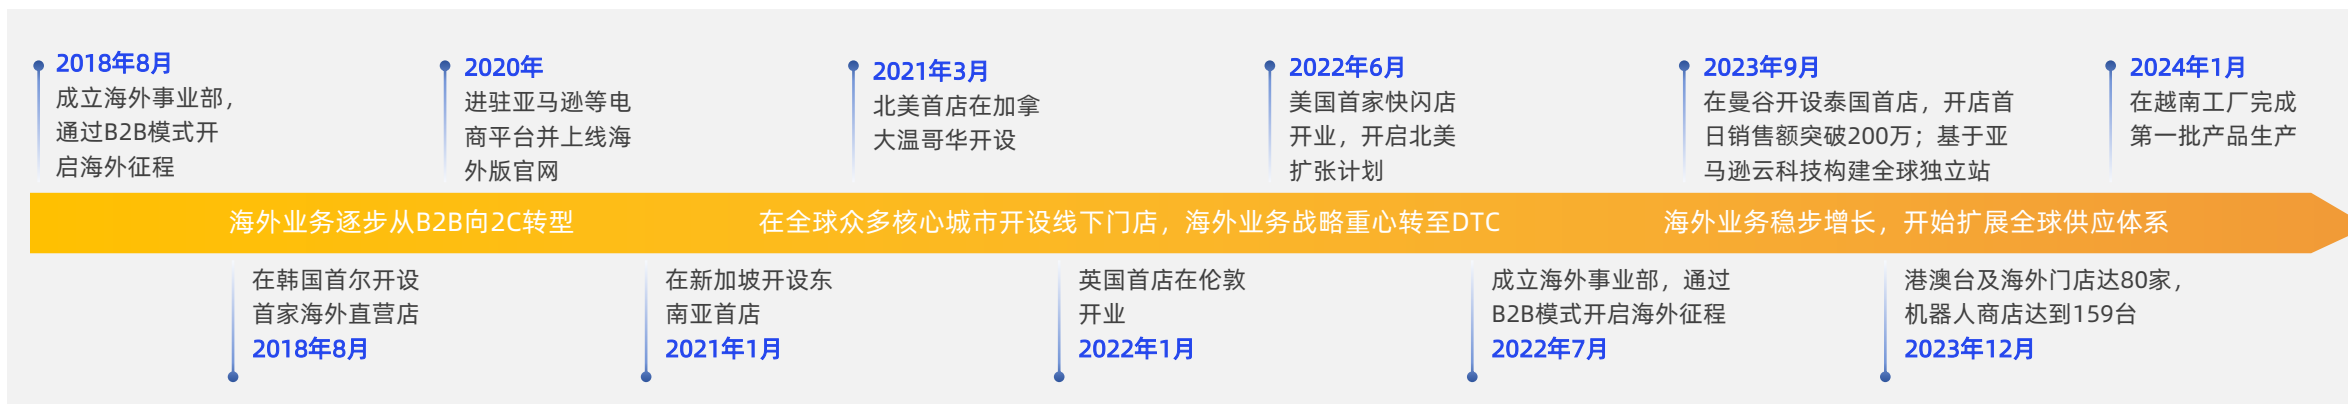 2018年8月
成立海外事业部，
通过B2B模式开
启海外征程
2020年
进驻亚马逊等电
商平台并上线海
外版官网
2021年3月
北美首店在加拿
大温哥华开设
2022年6月
美国首家快闪店
开业，开启北美
扩张计划
2023年9月
在曼谷开设泰国首店，开店首
日销售额突破200万；基于亚
马逊云科技构建全球独立站
2024年1月
在越南工厂完成
第一批产品生产
海外业务逐步从B2B向2C转型
在全球众多核心城市开设线下门店，海外业务战略重心转至DTC
海外业务稳步增长，开始扩展全球供应体系
在韩国首尔开设
首家海外直营店
2018年8月
在新加坡开设东
南亚首店
2021年1月
英国首店在伦敦
开业
2022年1月
成立海外事业部，通过
B2B模式开启海外征程
2022年7月
港澳台及海外门店达80家，
机器人商店达到159台
2023年12月